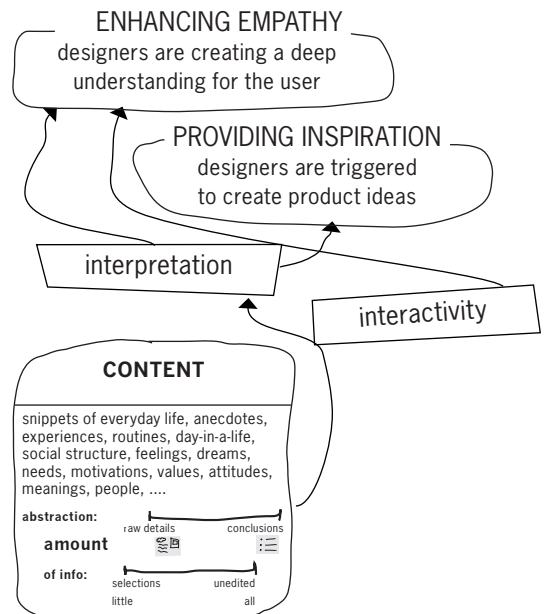 ENHANCING EMPATHY
designers are creating a deep
understanding for the user
PROVIDING INSPIRATION
designers are triggered
to create product ideas
interpretation
interactivity
CONTENT
snippets of everyday life, anecdotes,
experiences, routines, day-in-a-life,
social structure, feelings, dreams,
needs, motivations, values, attitudes,
meanings, people, ....
abstraction:
raw details conclusions
amount
of info:
selections unedited
little all